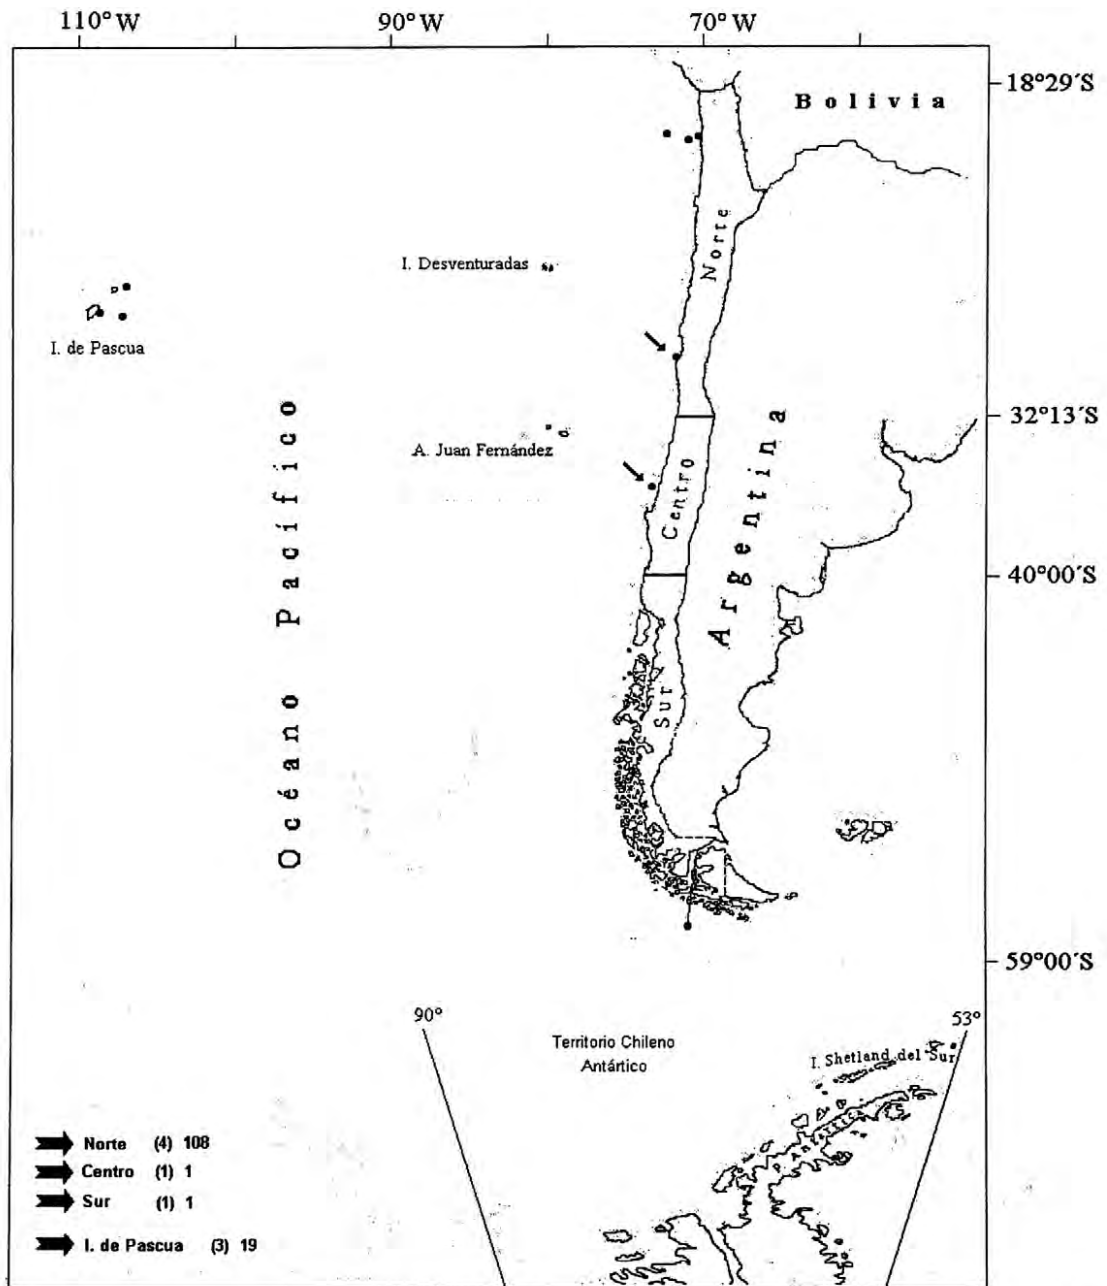 110°W 90°W 70°W
18°29´S
Bolivia
Norte
I. Desventuradas
I. de Pascua
32°13´S
A. Juan Fernández
Centro
Argentina
Océano Pacífico
40°00´S
Sur
59°00´S
90°
53°
Territorio Chileno
Antártico
I. Shetland del Sur
P. ANTARTICA
Norte (4) 108
Centro (1) 1
Sur (1) 1
I. de Pascua (3) 19